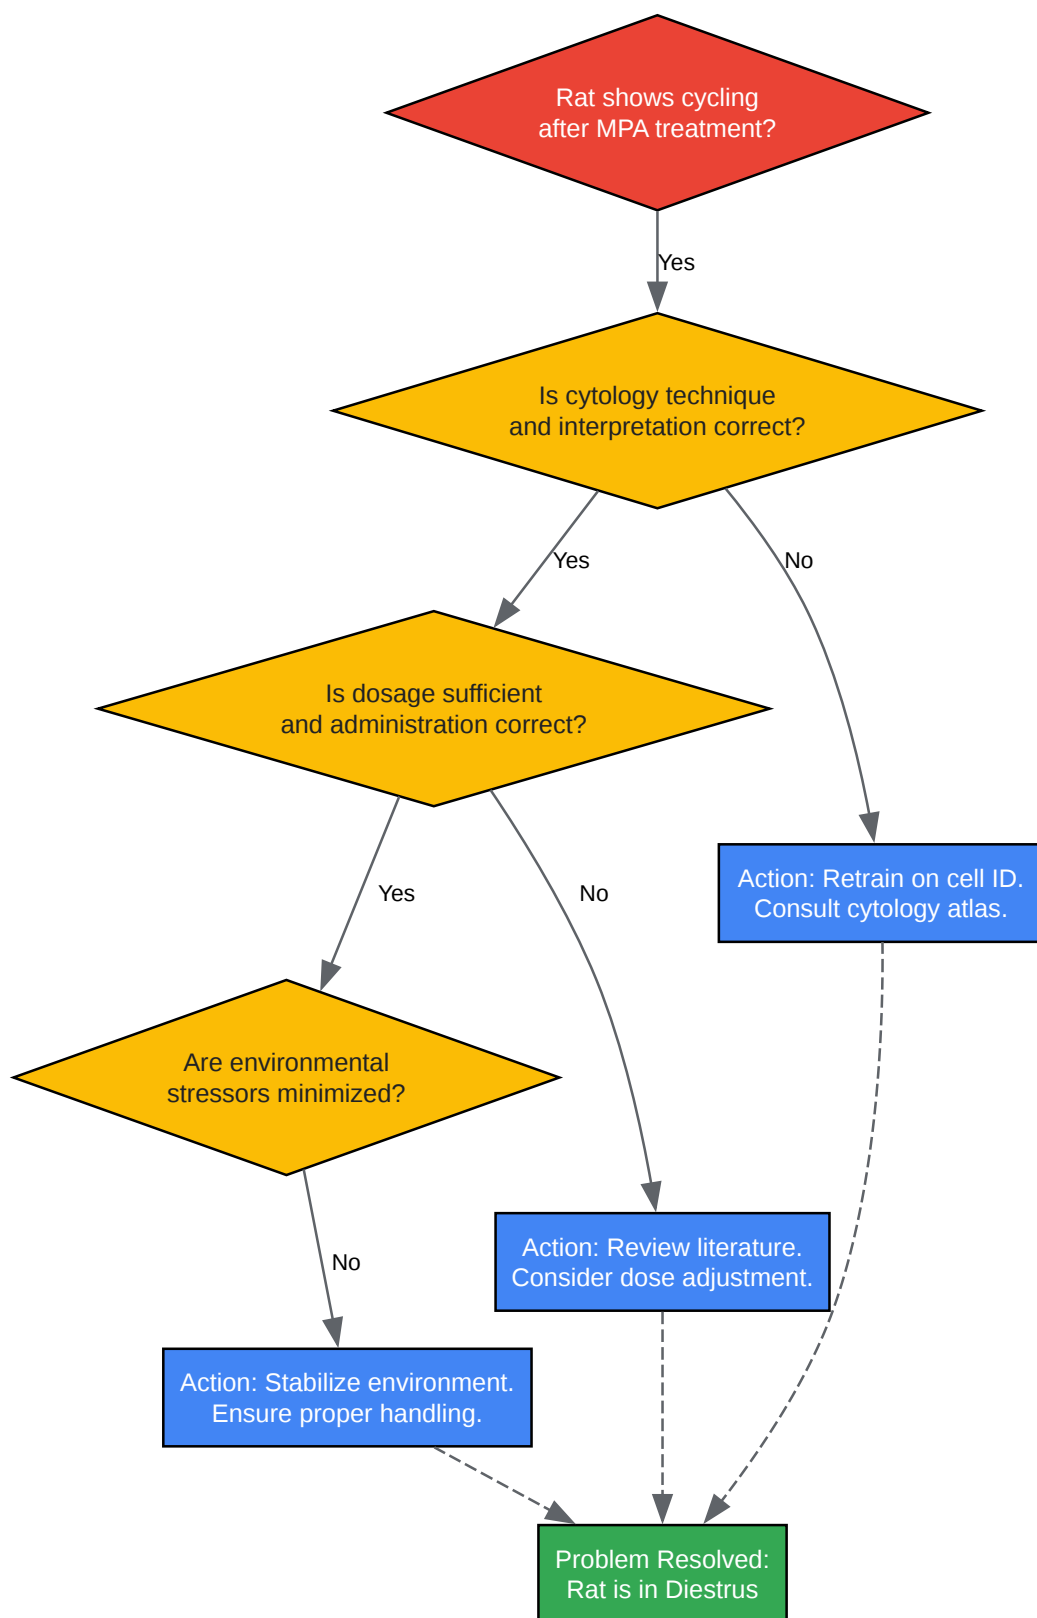 Rat shows cycling
after MPA treatment?
Yes
Is cytology technique
and interpretation correct?
Yes
No
Is dosage sufficient
and administration correct?
Yes
No
Action: Retrain on cell ID.
Consult cytology atlas.
Are environmental
stressors minimized?
No
Action: Review literature.
Consider dose adjustment.
Action: Stabilize environment.
Ensure proper handling.
Problem Resolved:
Rat is in Diestrus